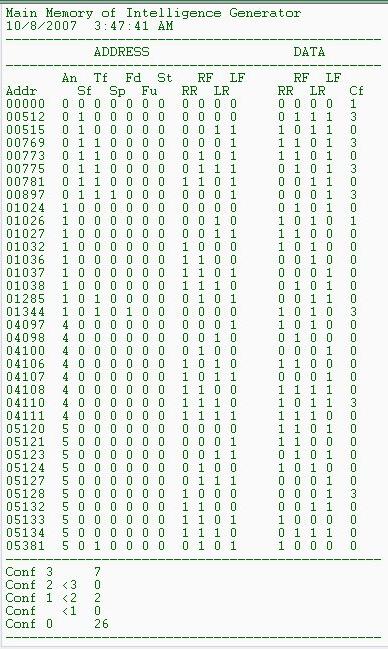 Main Memory of Intelligence Generator
10/8/2007 3:47:41 AM
ADDRESS DATA
An Tf Fd St RF LF RF LF
Addr Sf Sp Fu RR LR RR LR Cf
00000 0 0 0 0 0 0 0 0 0 0 0 0 0 0 0 1
00512 0 1 0 0 0 0 0 0 0 0 0 0 1 1 1 3
00515 0 1 0 0 0 0 0 0 0 1 1 1 0 1 1 0
00769 0 1 1 0 0 0 0 0 0 0 1 0 1 1 1 3
00773 0 1 1 0 0 0 0 0 1 0 1 1 0 1 1 0
00775 0 1 1 0 0 0 0 0 1 1 1 0 1 0 1 3
00781 0 1 1 0 0 0 0 1 1 0 1 0 1 1 1 0
00897 0 1 1 1 0 0 0 0 0 0 1 0 0 0 1 3
01024 1 0 0 0 0 0 0 0 0 0 0 0 1 0 1 0
01026 1 0 0 0 0 0 0 0 0 1 0 0 1 0 1 1
01027 1 0 0 0 0 0 0 0 0 1 1 1 1 0 1 0
01032 1 0 0 0 0 0 0 1 0 0 0 1 0 1 0 0
01036 1 0 0 0 0 0 0 1 1 0 0 1 0 0 0 0
01037 1 0 0 0 0 0 0 1 1 0 1 1 0 1 0 0
01038 1 0 0 0 0 0 0 1 1 1 0 1 0 0 0 0
01285 1 0 1 0 0 0 0 0 1 0 1 1 0 0 1 0
01344 1 0 1 0 1 0 0 0 0 0 0 1 0 1 0 3
04097 4 0 0 0 0 0 0 0 0 0 1 1 0 1 0 0
04098 4 0 0 0 0 0 0 0 0 1 0 0 0 1 0 0
04100 4 0 0 0 0 0 0 0 1 0 0 0 0 1 0 0
04106 4 0 0 0 0 0 0 1 0 1 0 1 1 0 0 0
04107 4 0 0 0 0 0 0 1 0 1 1 0 0 1 0 0
04108 4 0 0 0 0 0 0 1 1 0 0 1 0 0 1 0
04110 4 0 0 0 0 0 0 1 1 1 0 1 0 1 1 3
04111 4 0 0 0 0 0 0 1 1 1 1 1 0 0 1 0
05120 5 0 0 0 0 0 0 0 0 0 0 1 0 0 1 0
05121 5 0 0 0 0 0 0 0 0 0 1 1 0 1 0 0
05123 5 0 0 0 0 0 0 0 0 1 1 0 0 1 0 0
05124 5 0 0 0 0 0 0 0 1 0 0 1 0 1 0 0
05127 5 0 0 0 0 0 0 0 1 1 1 0 0 1 0 0
05128 5 0 0 0 0 0 0 1 0 0 0 0 0 0 1 3
05132 5 0 0 0 0 0 0 1 1 0 0 1 0 0 1 0
05133 5 0 0 0 0 0 0 1 1 0 1 1 0 1 0 0
05134 5 0 0 0 0 0 0 1 1 1 0 0 1 1 0 0
05381 5 0 1 0 0 0 0 0 1 0 1 1 0 0 0 0
Conf 3 7
Conf 2 <3 0
Conf 1 <2 2
Conf <1 0
Conf 0 26